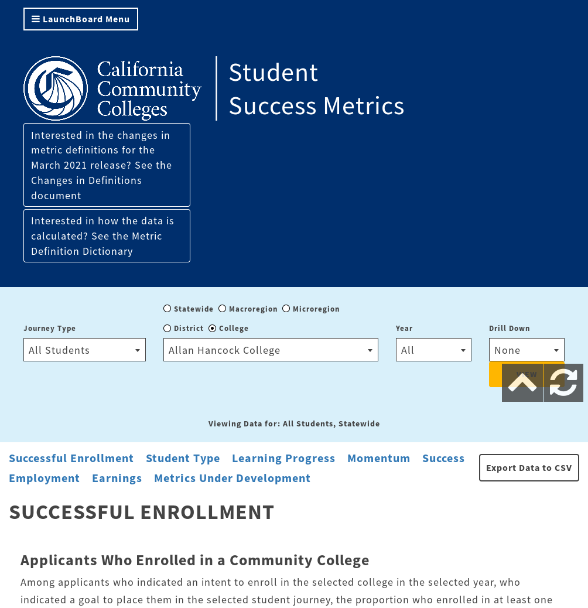 LaunchBoard Menu
California
Community
Colleges
Student
Success Metrics
Interested in the changes in
metric definitions for the
March 2021 release? See the
Changes in Definitions
document
Interested in how the data is
calculated? See the Metric
Definition Dictionary
Statewide Macroregion Microregion
Journey Type
District College
Year
Drill Down
All Students
Allan Hancock College
All
None
Viewing Data for: All Students, Statewide
Successful Enrollment Student Type Learning Progress Momentum Success
Employment Earnings Metrics Under Development
Export Data to CSV
SUCCESSFUL ENROLLMENT
Applicants Who Enrolled in a Community College
Among applicants who indicated an intent to enroll in the selected college in the selected year, who
indicated a goal to place them in the selected student journey, the proportion who enrolled in at least one